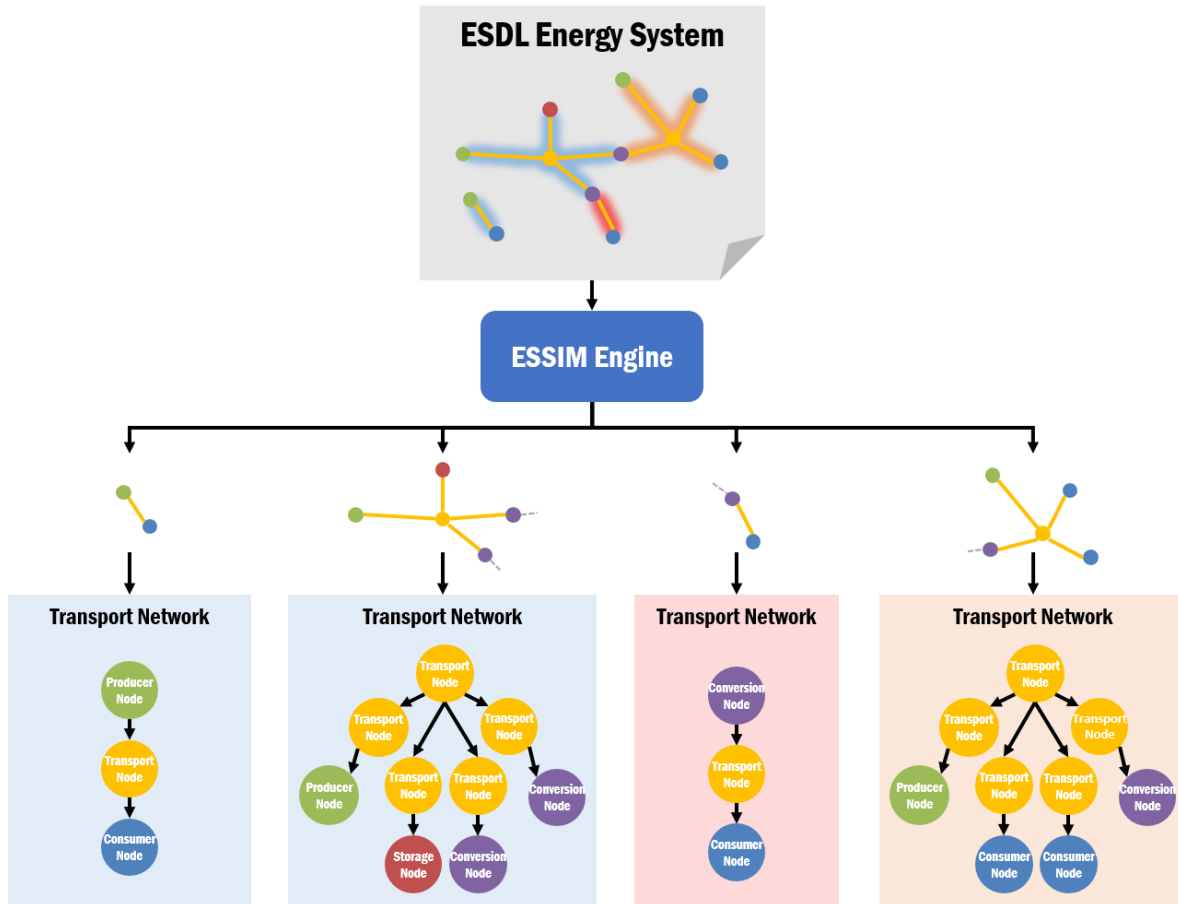 ESDL Energy System
ESSIM Engine
Transport Network
Producer
Node
Transport
Node
Consumer
Node
Transport Network
Transport
Node
Transport
Node
Transport
Node
Producer
Node
Transport
Node
Transport
Node
Conversion
Node
Storage
Node
Conversion
Node
Transport Network
Conversion
Node
Transport
Node
Consumer
Node
Transport Network
Transport
Node
Transport
Node
Transport
Node
Producer
Node
Transport
Node
Transport
Node
Conversion
Node
Consumer
Node
Consumer
Node